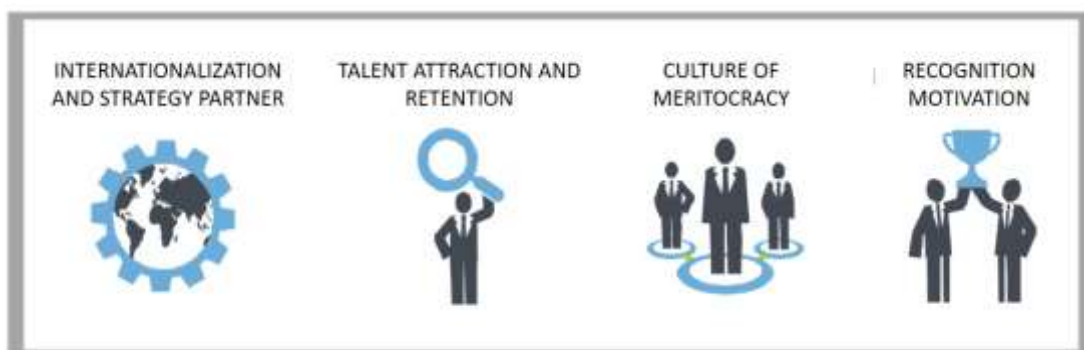 INTERNATIONALIZATION
AND STRATEGY PARTNER
TALENT ATTRACTION AND
RETENTION
CULTURE OF
MERITOCRACY
RECOGNITION
MOTIVATION